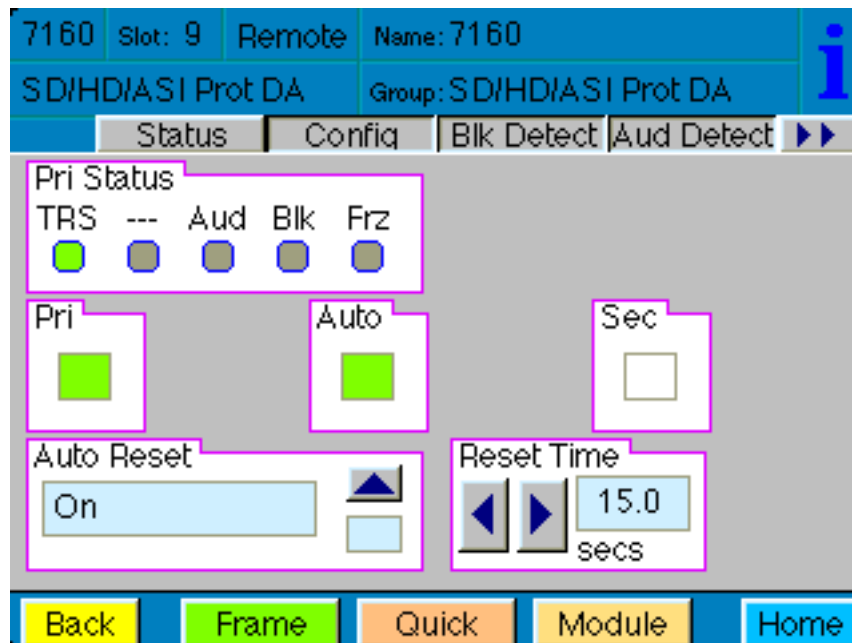 7160 Slot: 9 Remote Name: 7160
SD/HD/ASI Prot DA Group: SD/HD/ASI Prot DA
i
Status Config Blk Detect Aud Detect
Pri Status
TRS --- Aud Blk Frz
Pri Auto Sec
Auto Reset Reset Time
On 15.0
secs
Back Frame Quick Module Home